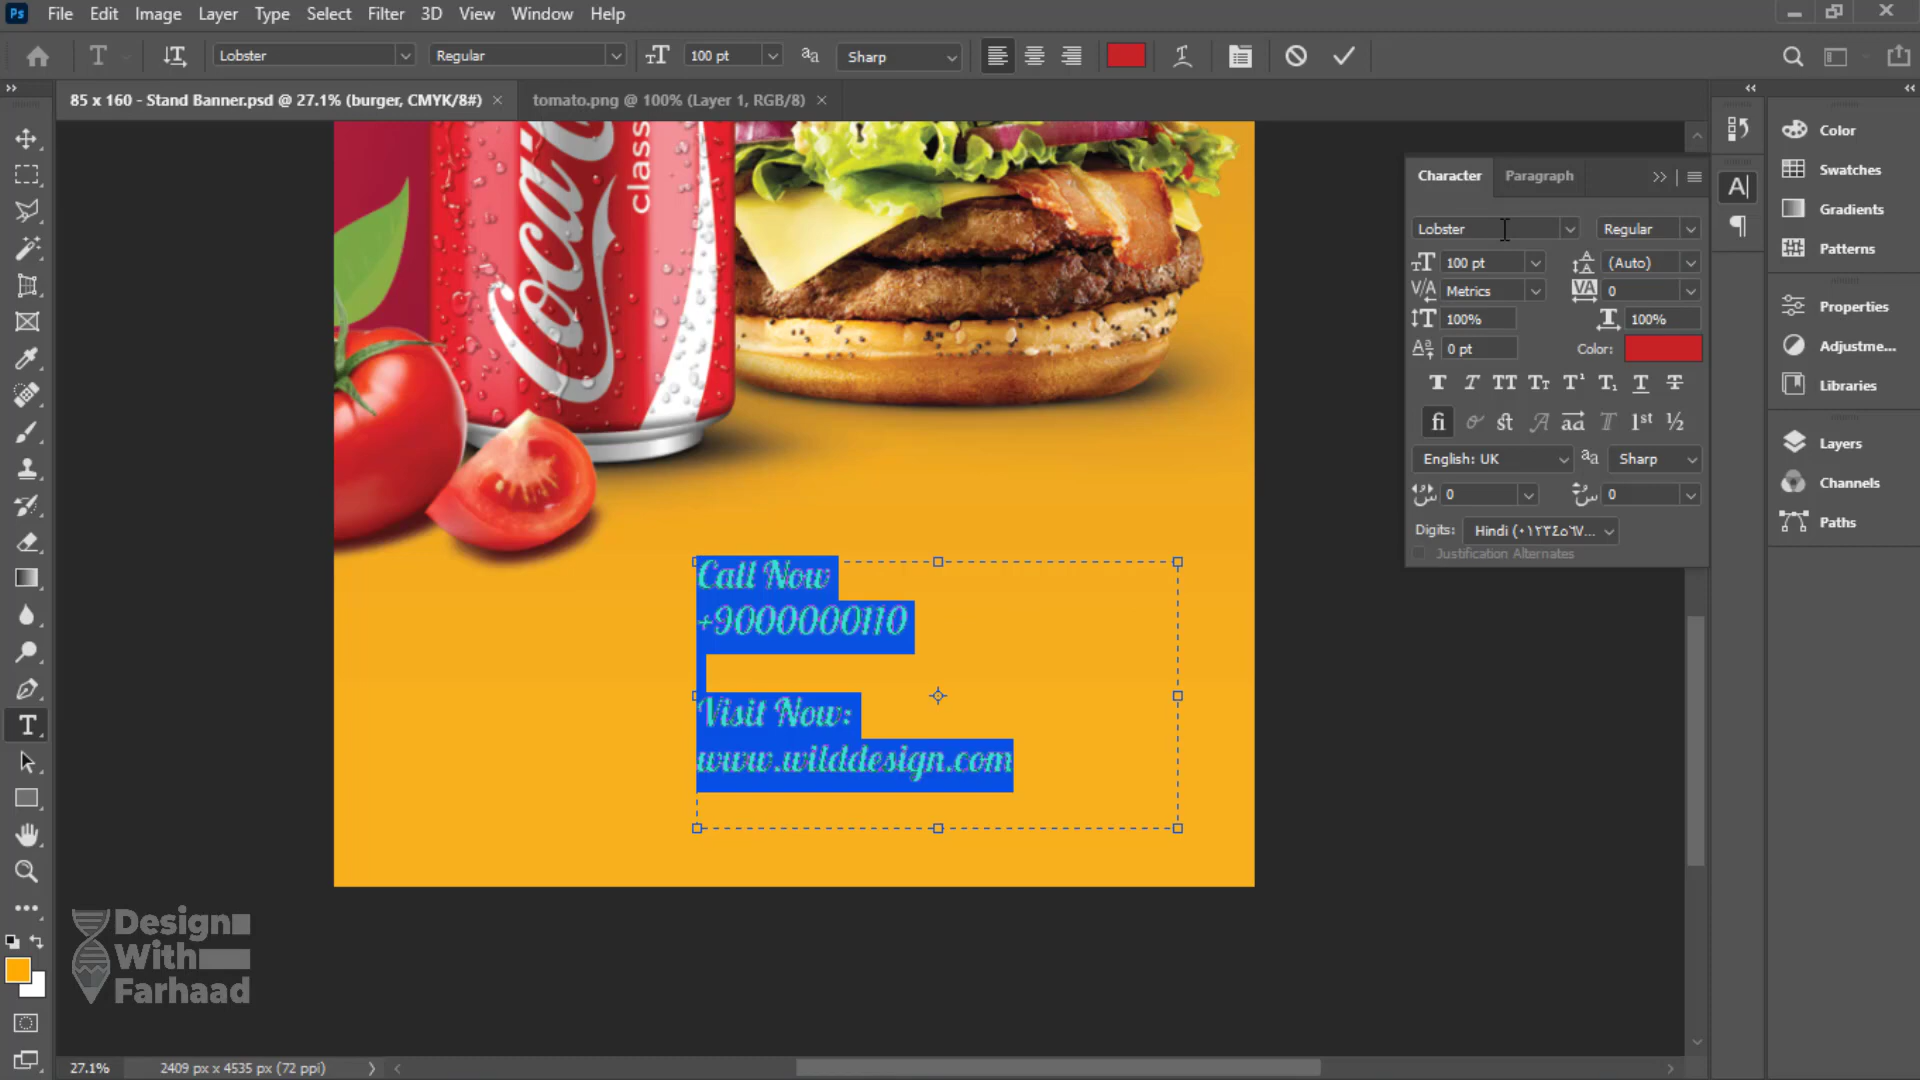 Ps File Edit Image Layer Type Select Filter 3D View Window Help
T Lobster Regular 100 pt Sharp
85 x 160 - Stand Banner.psd @ 27.1% (burger, CMYK/8#) × tomato.png @ 100% (Layer 1, RGB/8) ×
Coca
classic
Call Now
+9000000110
Visit Now:
www.wilddesign.com
Character Paragraph
Lobster Regular
100 pt (Auto)
Metrics 0
100% 100%
0 pt Color:
English: UK Sharp
0 0
Digits: Hindi (٠١٢٣٤٥٦٧...
Justification Alternates
Color
Swatches
Gradients
Patterns
Properties
Adjustme...
Libraries
Layers
Channels
Paths
Design
With
Farhaad
27.1% 2409 px x 4535 px (72 ppi)